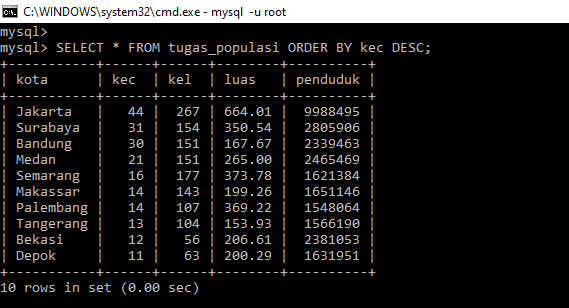 C:\WINDOWS\system32\cmd.exe - mysql  -u root
mysql>
mysql> SELECT * FROM tugas_populasi ORDER BY kec DESC;
+-----------+-----+-----+--------+----------+
| kota      | kec | kel | luas   | penduduk |
+-----------+-----+-----+--------+----------+
| Jakarta   |  44 | 267 | 664.01 |  9988495 |
| Surabaya  |  31 | 154 | 350.54 |  2805906 |
| Bandung   |  30 | 151 | 167.67 |  2339463 |
| Medan     |  21 | 151 | 265.00 |  2465469 |
| Semarang  |  16 | 177 | 373.78 |  1621384 |
| Makassar  |  14 | 143 | 199.26 |  1651146 |
| Palembang |  14 | 107 | 369.22 |  1548064 |
| Tangerang |  13 | 104 | 153.93 |  1566190 |
| Bekasi    |  12 |  56 | 206.61 |  2381053 |
| Depok     |  11 |  63 | 200.29 |  1631951 |
+-----------+-----+-----+--------+----------+
10 rows in set (0.00 sec)